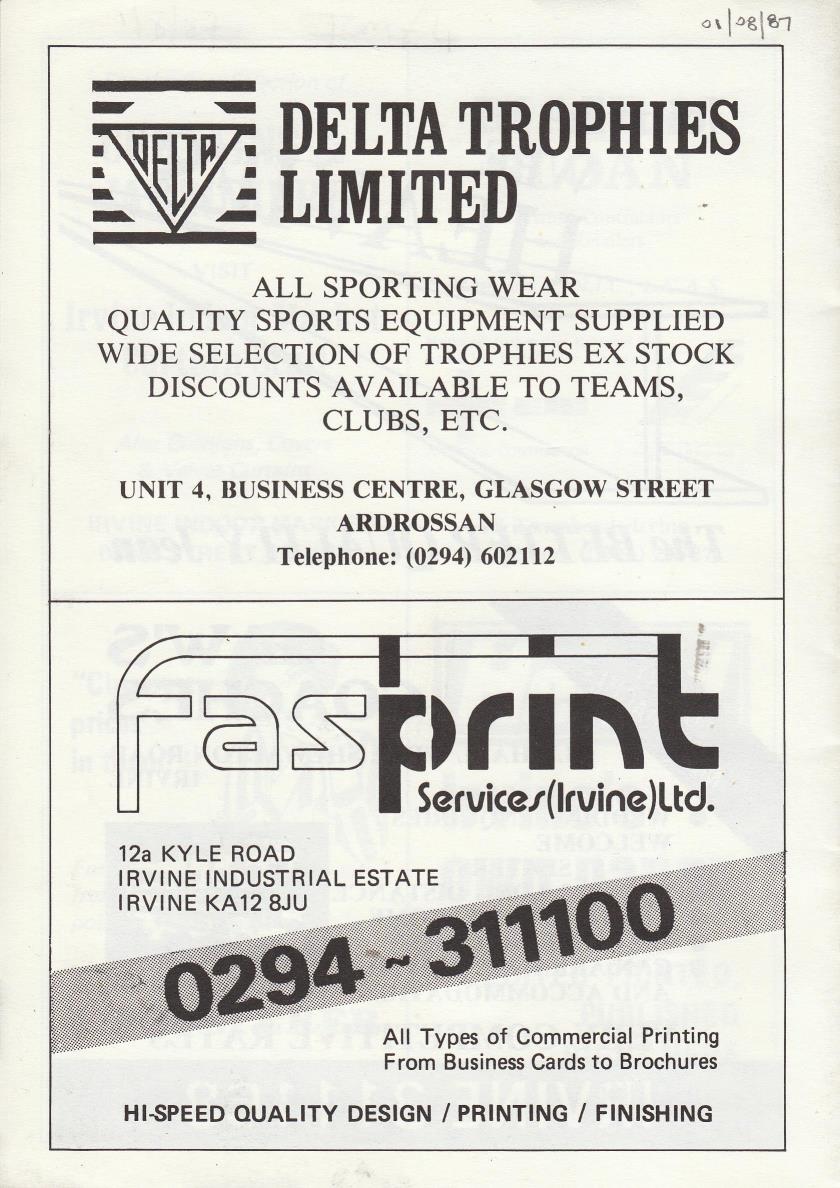 01/08/87
DELTA
DELTA TROPHIES
LIMITED
ALL SPORTING WEAR
QUALITY SPORTS EQUIPMENT SUPPLIED
WIDE SELECTION OF TROPHIES EX STOCK
DISCOUNTS AVAILABLE TO TEAMS,
CLUBS, ETC.
UNIT 4, BUSINESS CENTRE, GLASGOW STREET
ARDROSSAN
Telephone: (0294) 602112
fasprint
Services(Irvine)Ltd.
12a KYLE ROAD
IRVINE INDUSTRIAL ESTATE
IRVINE KA12 8JU
0294 ~ 311100
All Types of Commercial Printing
From Business Cards to Brochures
HI-SPEED QUALITY DESIGN / PRINTING / FINISHING